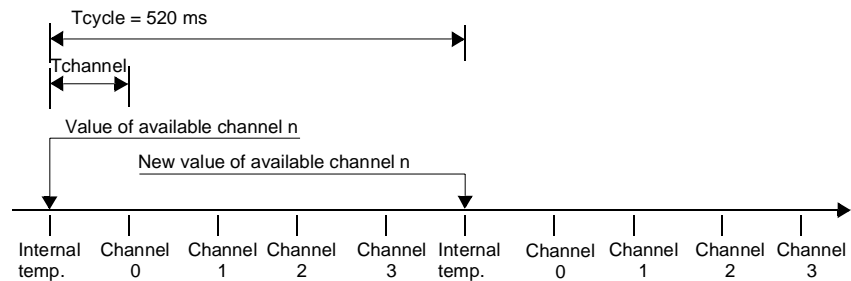 Tcycle = 520 ms
Tchannel
Value of available channel n
New value of available channel n
Internal temp.
Channel 0
Channel 1
Channel 2
Channel 3
Internal temp.
Channel 0
Channel 1
Channel 2
Channel 3